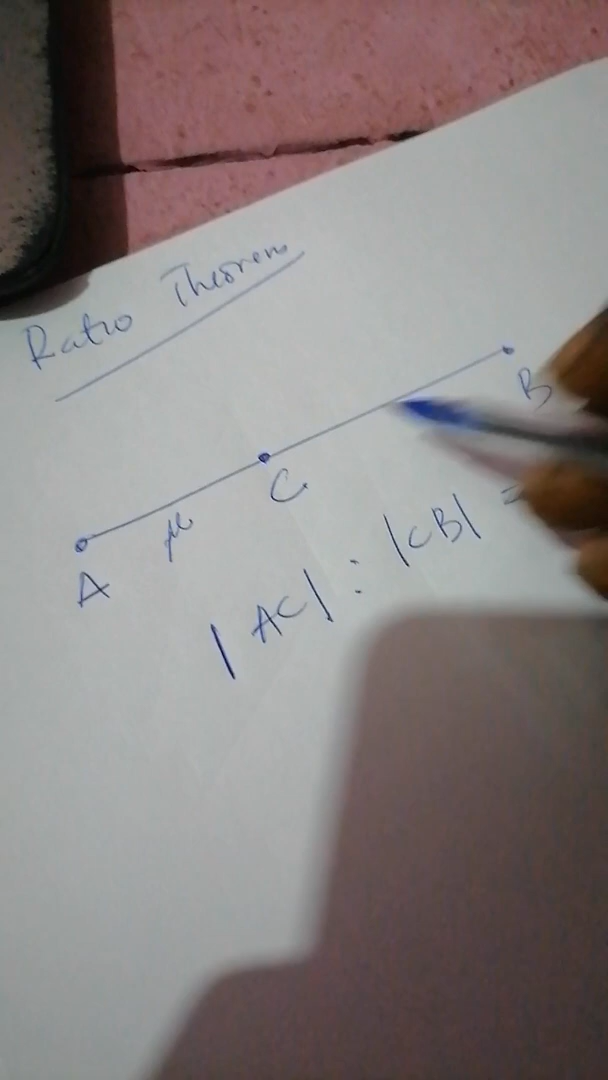 Ratio Theorem
B
C
μ
A
|AC| : |CB| =